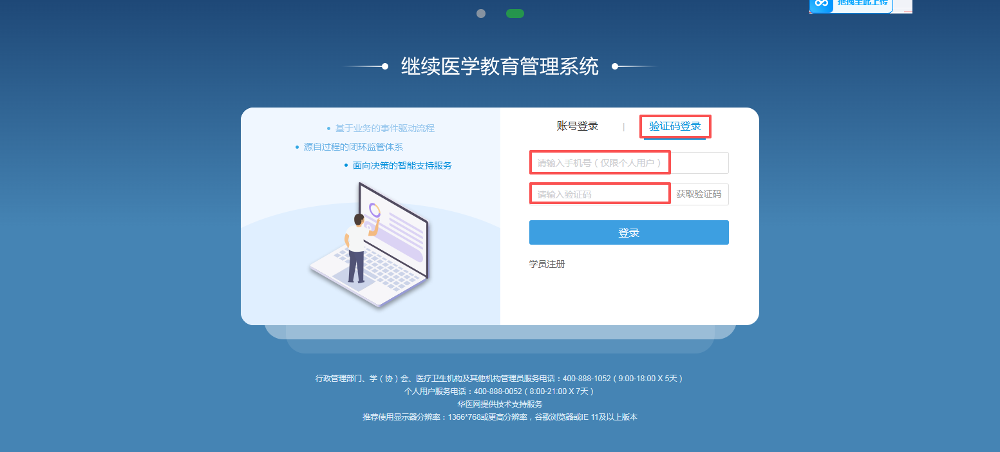 拖拽至此上传
继续医学教育管理系统
基于业务的事件驱动流程
源自过程的闭环监管体系
面向决策的智能支持服务
账号登录 | 验证码登录
请输入手机号（仅限个人用户）
请输入验证码 获取验证码
登录
学员注册
行政管理部门、学（协）会、医疗卫生机构及其他机构管理员服务电话：400-888-1052（9:00-18:00 X 5天）
个人用户服务电话：400-888-0052（8:00-21:00 X 7天）
华医网提供技术支持服务
推荐使用显示器分辨率：1366*768或更高分辨率，谷歌浏览器或IE 11及以上版本